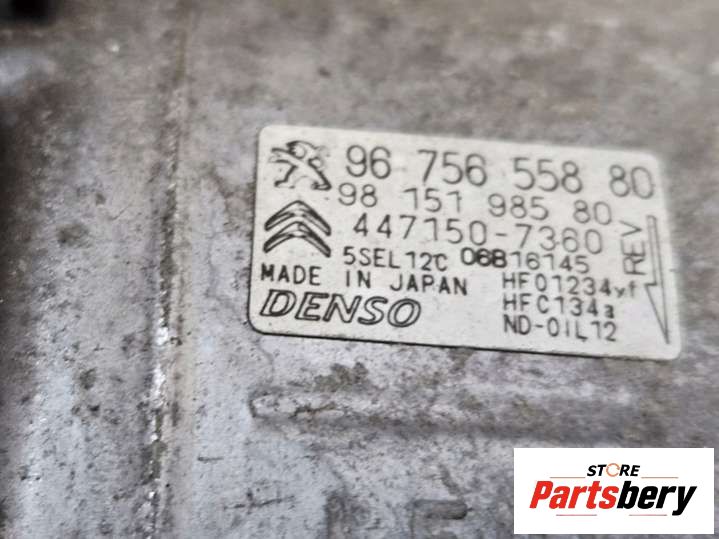 96 756 558 80
98 151 985 80
447150-7360
5SEL12C 06816145
MADE IN JAPAN
HFO1234yf
HFC134a
DENSO
ND-OIL12
REV
STORE
Partsbery